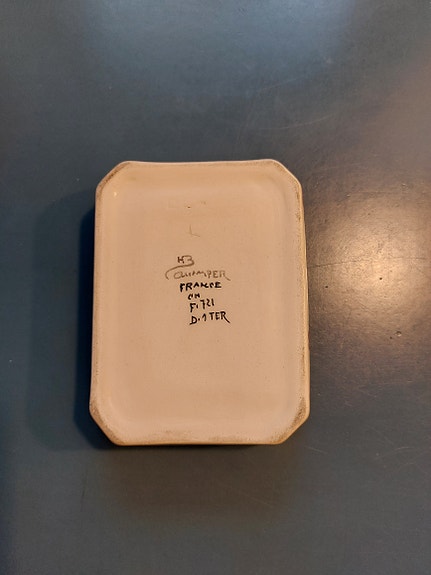 HB
QUIMPER
FRANCE
CM
F.721
D.1TER